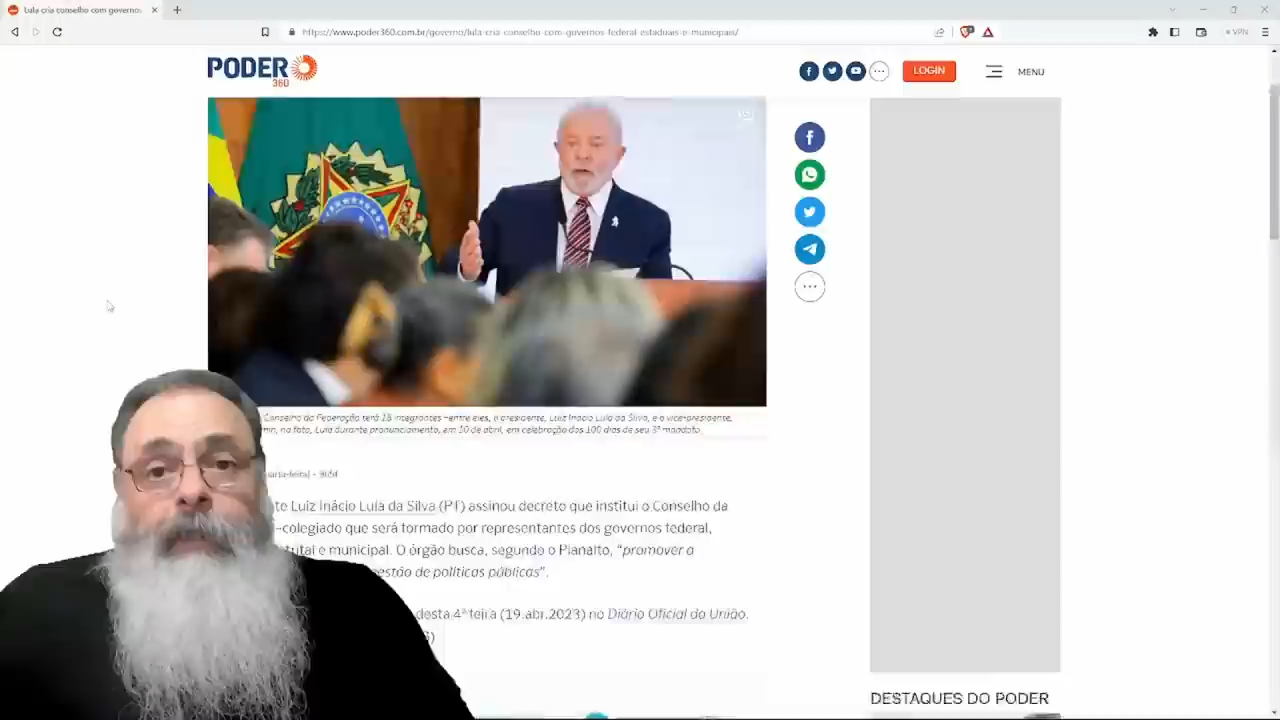 Lula cria conselho com governos
https://www.poder360.com.br/governo/lula-cria-conselho-com-governos-federal-estaduais-e-municipais/
VPN
PODER
360
LOGIN
MENU
Conselho da Federação terá 18 integrantes –entre eles, o presidente, Luiz Inácio Lula da Silva, e o vice-presidente,
na foto, Lula durante pronunciamento, em 10 de abril, em celebração dos 100 dias de seu 3º mandato
te Luiz Inácio Lula da Silva (PT) assinou decreto que institui o Conselho da
–colegiado que será formado por representantes dos governos federal,
e municipal. O órgão busca, segundo o Planalto, “promover a
estão de políticas públicas”.
desta 4ª feira (19.abr.2023) no Diário Oficial da União.
DESTAQUES DO PODER